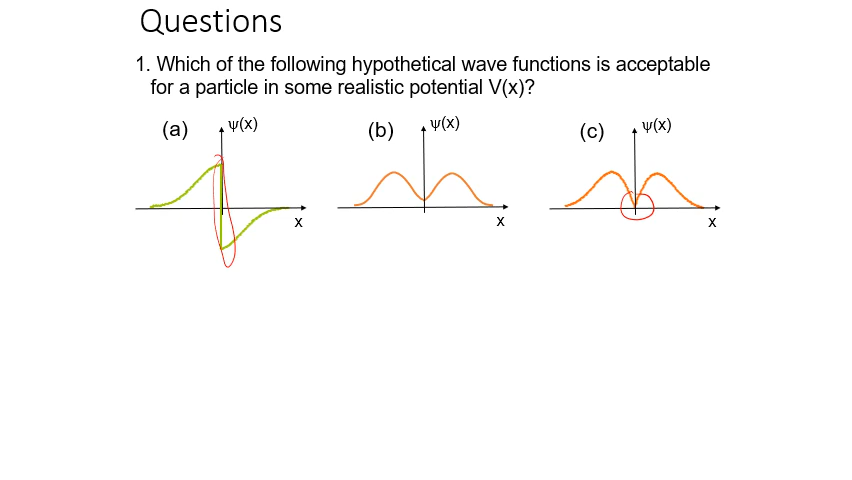 Questions
1. Which of the following hypothetical wave functions is acceptable
for a particle in some realistic potential V(x)?
(a) ψ(x) (b) ψ(x) (c) ψ(x)
x x x